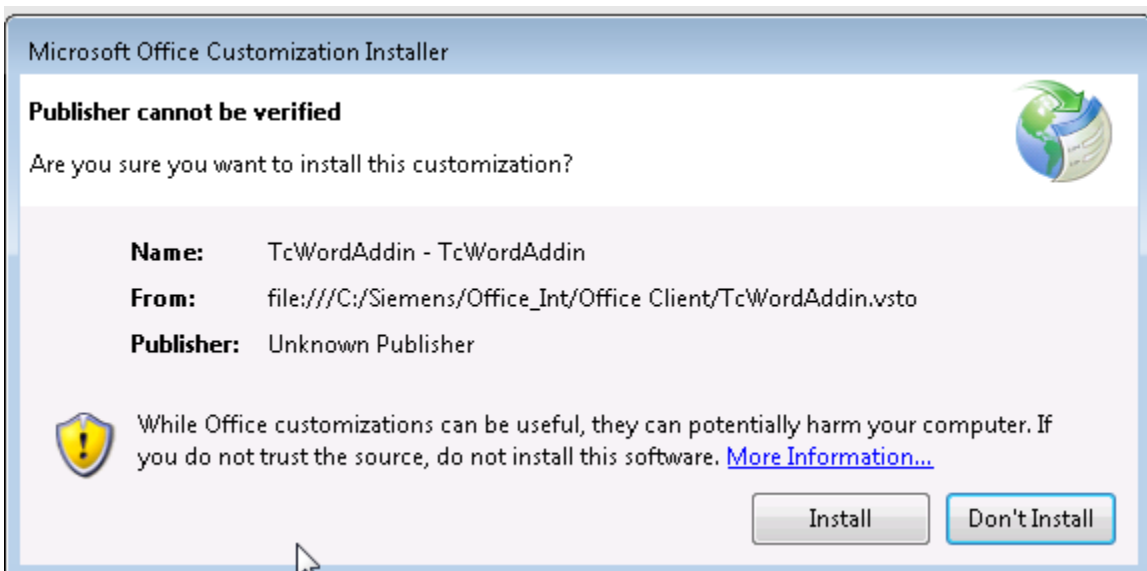 Microsoft Office Customization Installer
Publisher cannot be verified
Are you sure you want to install this customization?
Name: TcWordAddin - TcWordAddin
From: file:///C:/Siemens/Office_Int/Office Client/TcWordAddin.vsto
Publisher: Unknown Publisher
While Office customizations can be useful, they can potentially harm your computer. If
you do not trust the source, do not install this software. More Information...
Install Don't Install